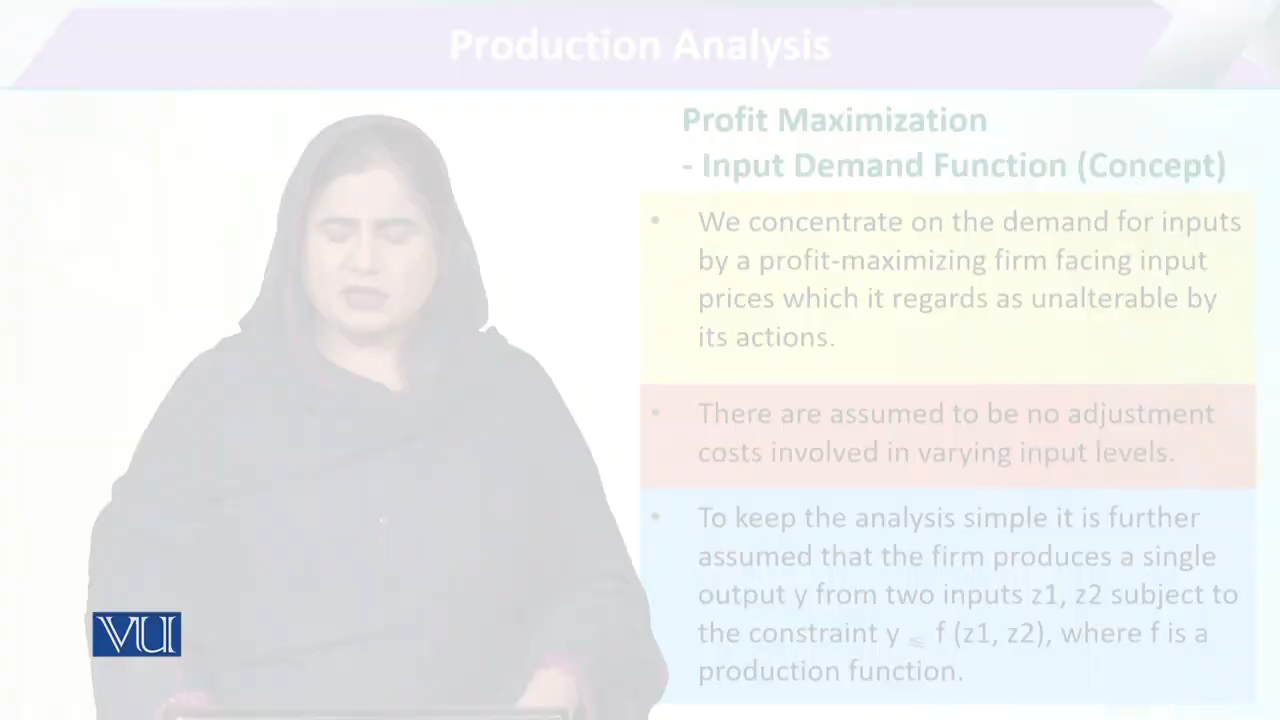 Production Analysis
Profit Maximization
- Input Demand Function (Concept)
• We concentrate on the demand for inputs
by a profit-maximizing firm facing input
prices which it regards as unalterable by
its actions.
• There are assumed to be no adjustment
costs involved in varying input levels.
• To keep the analysis simple it is further
assumed that the firm produces a single
output y from two inputs z1, z2 subject to
the constraint y ⩽ f (z1, z2), where f is a
production function.
VU